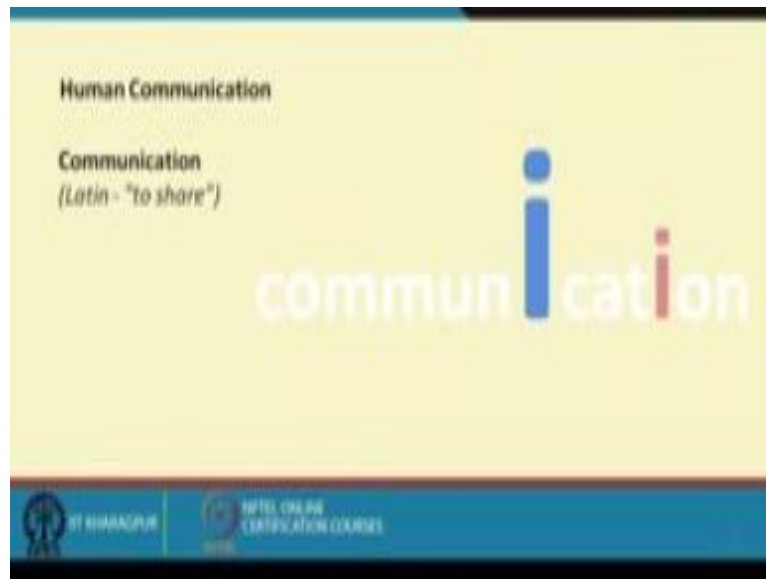 Human Communication
Communication
(Latin - "to share")
communication
IIT KHARAGPUR
NPTEL ONLINE
CERTIFICATION COURSES